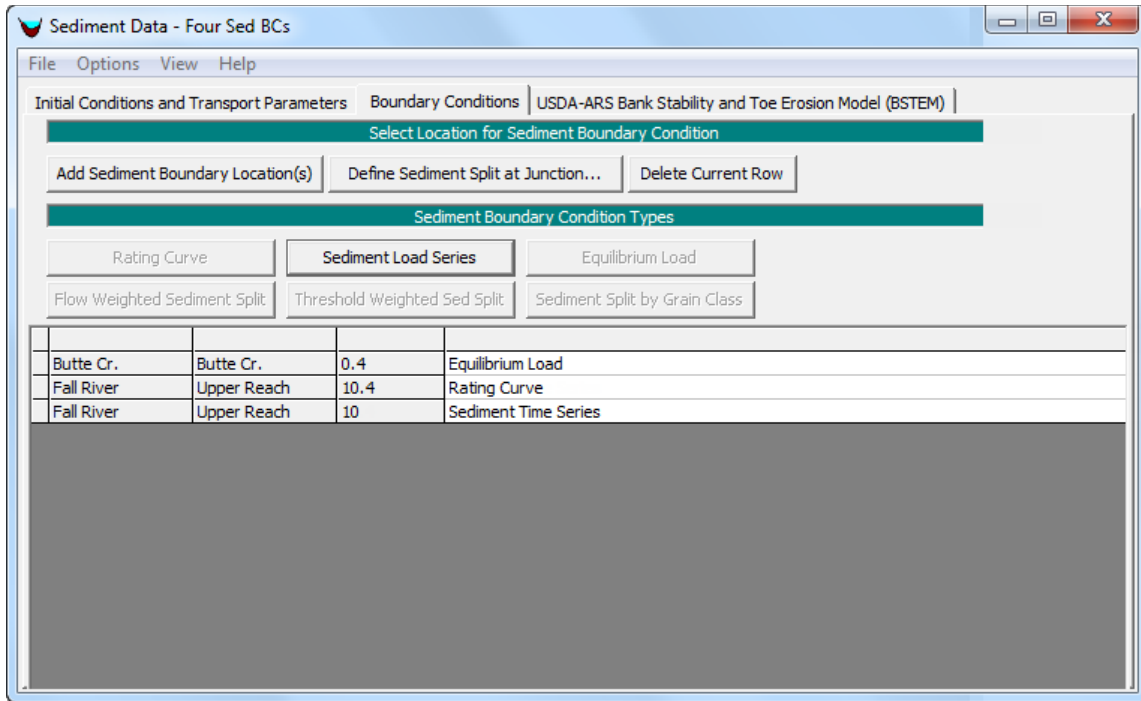 Sediment Data - Four Sed BCs
File Options View Help
Initial Conditions and Transport Parameters Boundary Conditions USDA-ARS Bank Stability and Toe Erosion Model (BSTEM)
Select Location for Sediment Boundary Condition
Add Sediment Boundary Location(s) Define Sediment Split at Junction... Delete Current Row
Sediment Boundary Condition Types
Rating Curve Sediment Load Series Equilibrium Load
Flow Weighted Sediment Split Threshold Weighted Sed Split Sediment Split by Grain Class
Butte Cr. Butte Cr. 0.4 Equilibrium Load
Fall River Upper Reach 10.4 Rating Curve
Fall River Upper Reach 10 Sediment Time Series